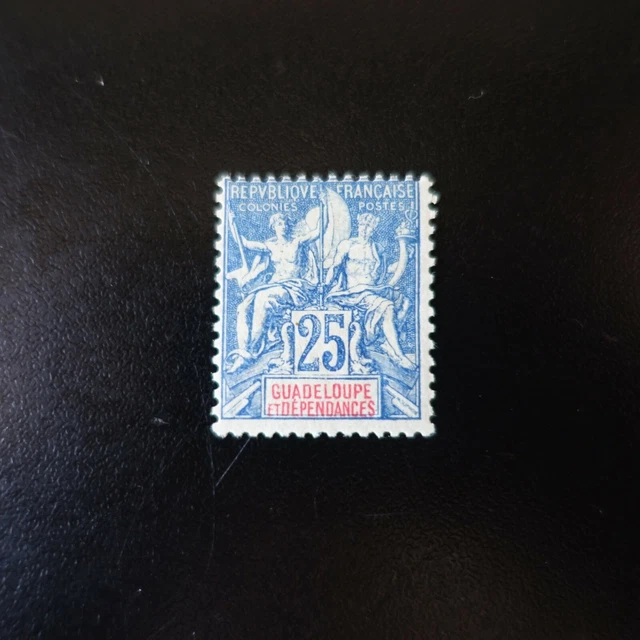 REPVBLIQVE FRANÇAISE
COLONIES POSTES
25
GUADELOUPE
ET DÉPENDANCES